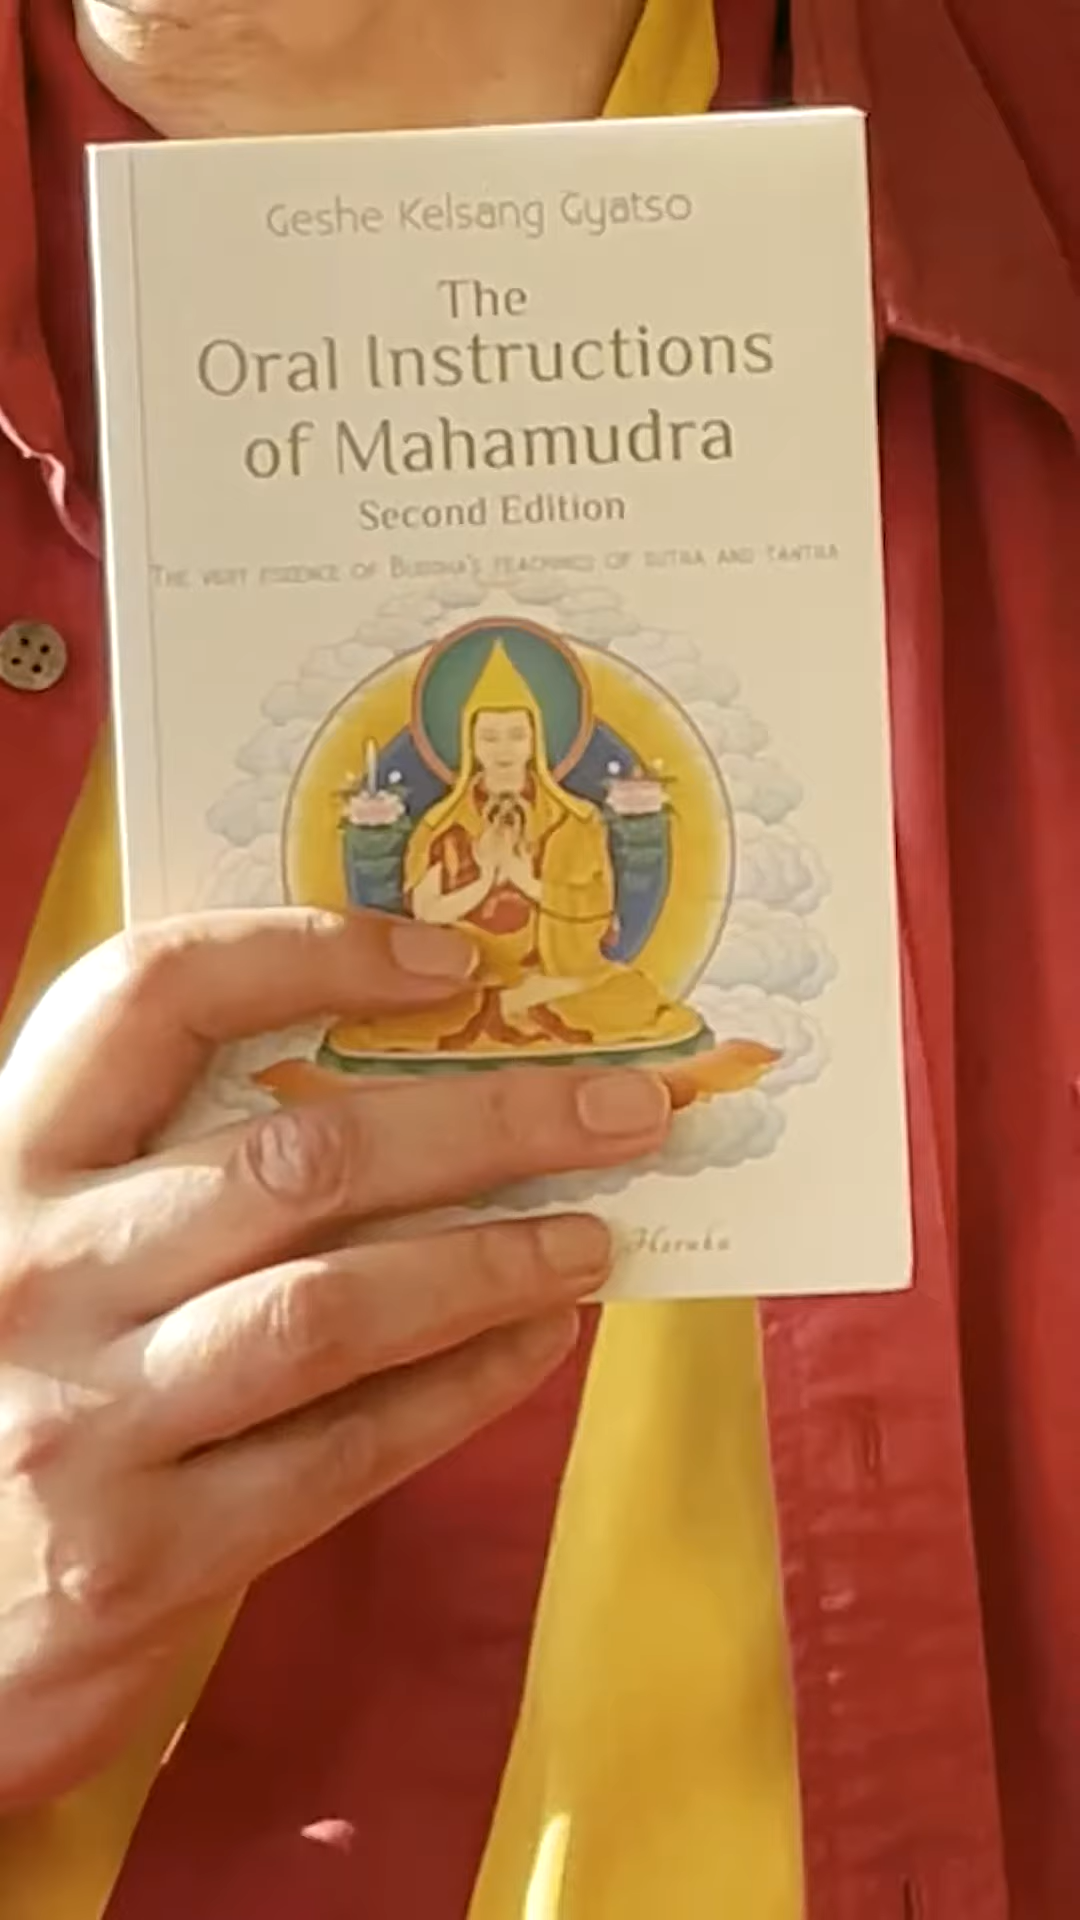 Geshe Kelsang Gyatso
The
Oral Instructions
of Mahamudra
Second Edition
The very essence of Buddha's teachings of sutra and tantra
Heruka